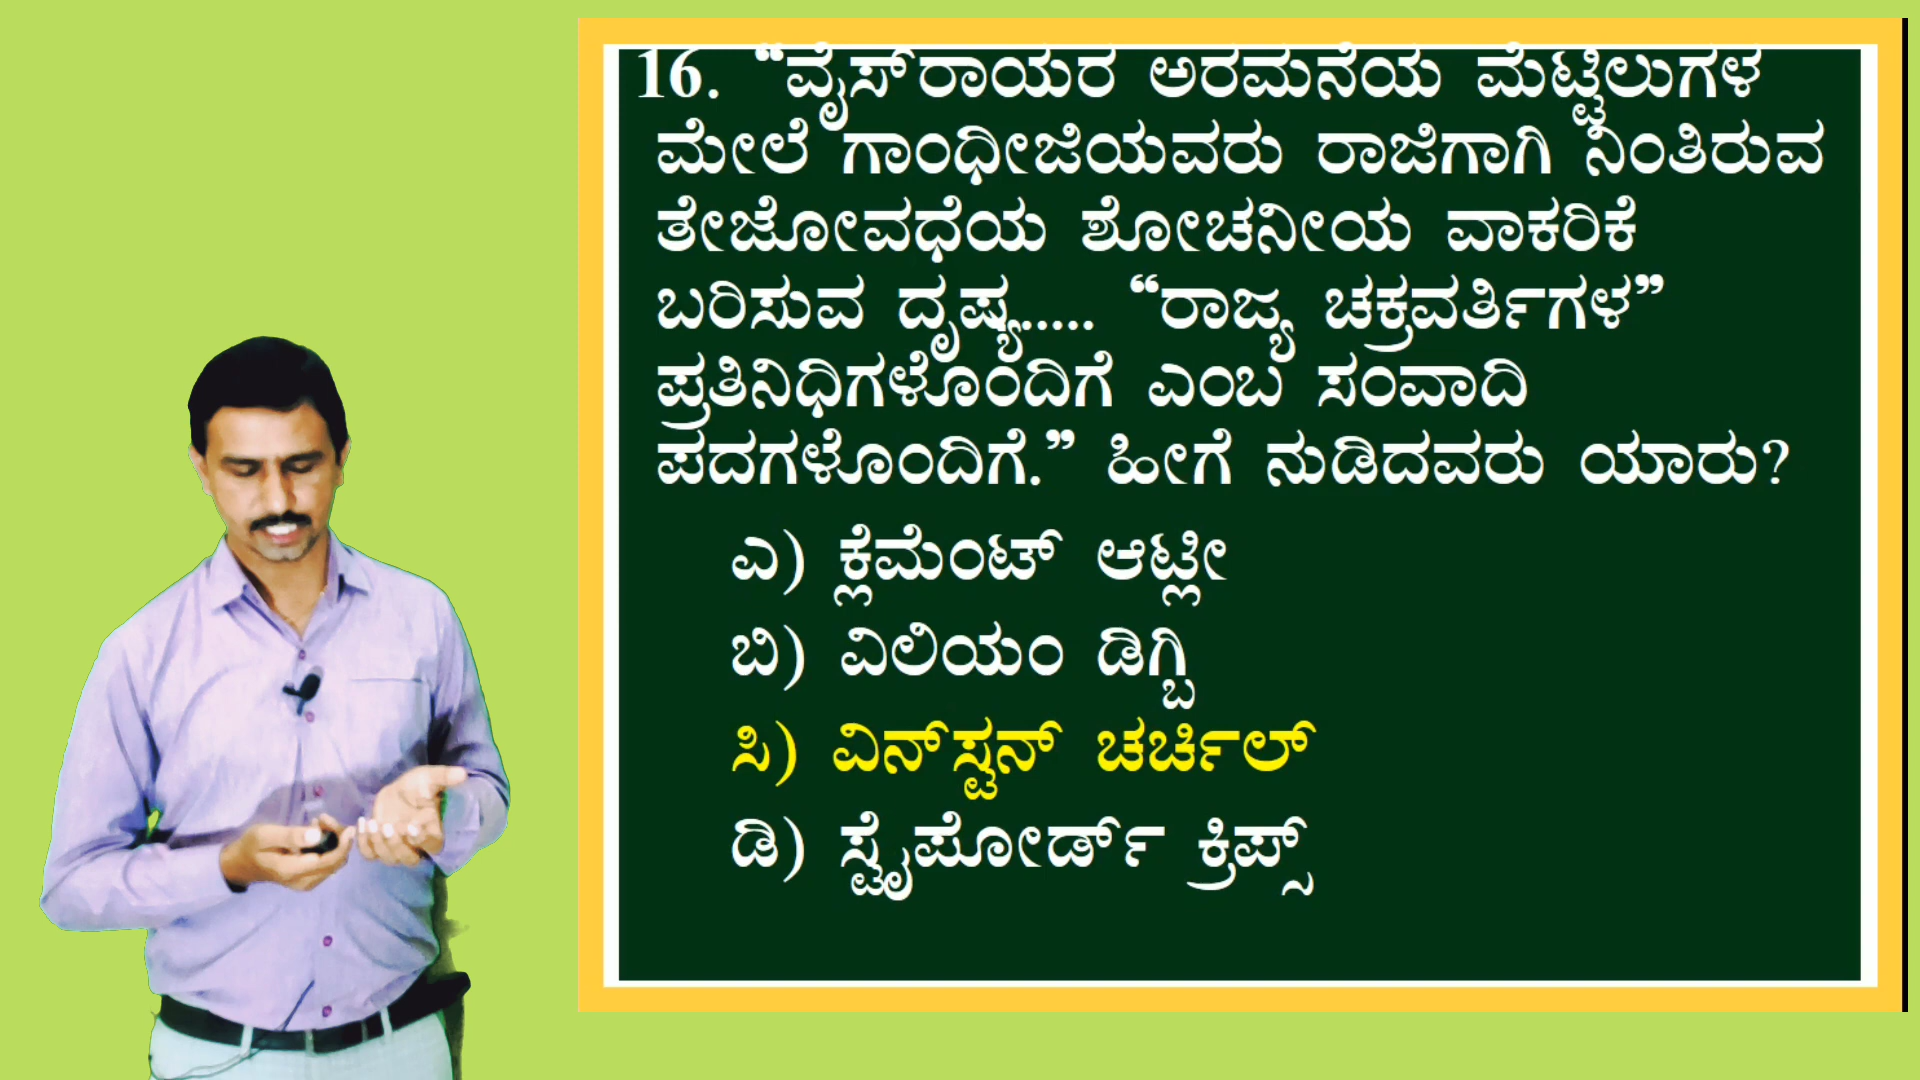 16. “ವೈಸ್‌ರಾಯರ ಅರಮನೆಯ ಮೆಟ್ಟಿಲುಗಳ
ಮೇಲೆ ಗಾಂಧೀಜಿಯವರು ರಾಜಿಗಾಗಿ ನಿಂತಿರುವ
ತೇಜೋವಧೆಯ ಶೋಚನೀಯ ವಾಕರಿಕೆ
ಬರಿಸುವ ದೃಷ್ಯ..... “ರಾಜ್ಯ ಚಕ್ರವರ್ತಿಗಳ”
ಪ್ರತಿನಿಧಿಗಳೊಂದಿಗೆ ಎಂಬ ಸಂವಾದಿ
ಪದಗಳೊಂದಿಗೆ.” ಹೀಗೆ ನುಡಿದವರು ಯಾರು?
ಎ) ಕ್ಲೆಮೆಂಟ್ ಆಟ್ಲೀ
ಬಿ) ವಿಲಿಯಂ ಡಿಗ್ಬಿ
ಸಿ) ವಿನ್‌ಸ್ಟನ್ ಚರ್ಚಿಲ್
ಡಿ) ಸ್ಟೈಪೋರ್ಡ್ ಕ್ರಿಪ್ಸ್